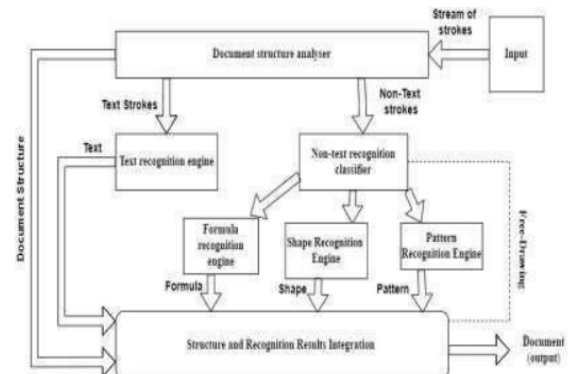 Stream of
strokes
Document structure analyser
Input
Text Strokes
Non-Text
strokes
Document Structure
Text
Text recognition engine
Non-text recognition
classifier
Free-Drawing
Formula
recognition
engine
Shape Recognition
Engine
Pattern
Recognition Engine
Formula
Shape
Pattern
Structure and Recognition Results Integration
Document
(output)